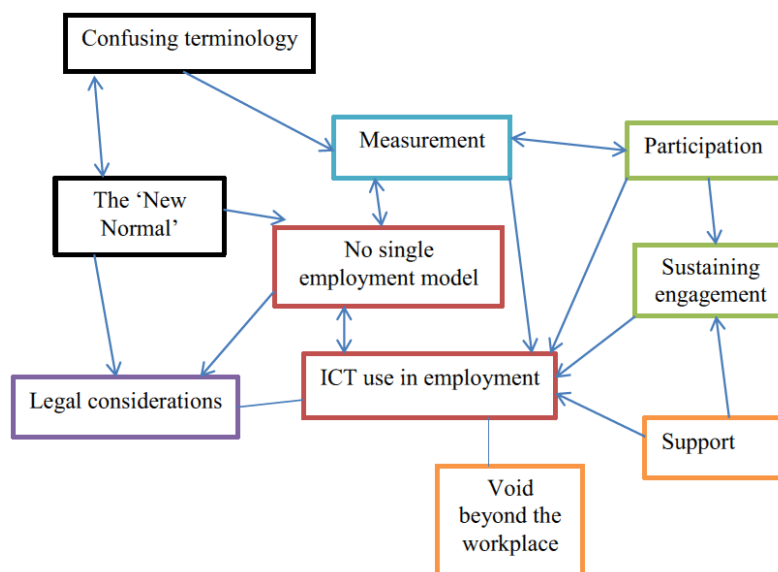 Confusing terminology
Measurement
Participation
The ‘New
Normal’
No single
employment model
Sustaining
engagement
ICT use in employment
Legal considerations
Support
Void
beyond the
workplace